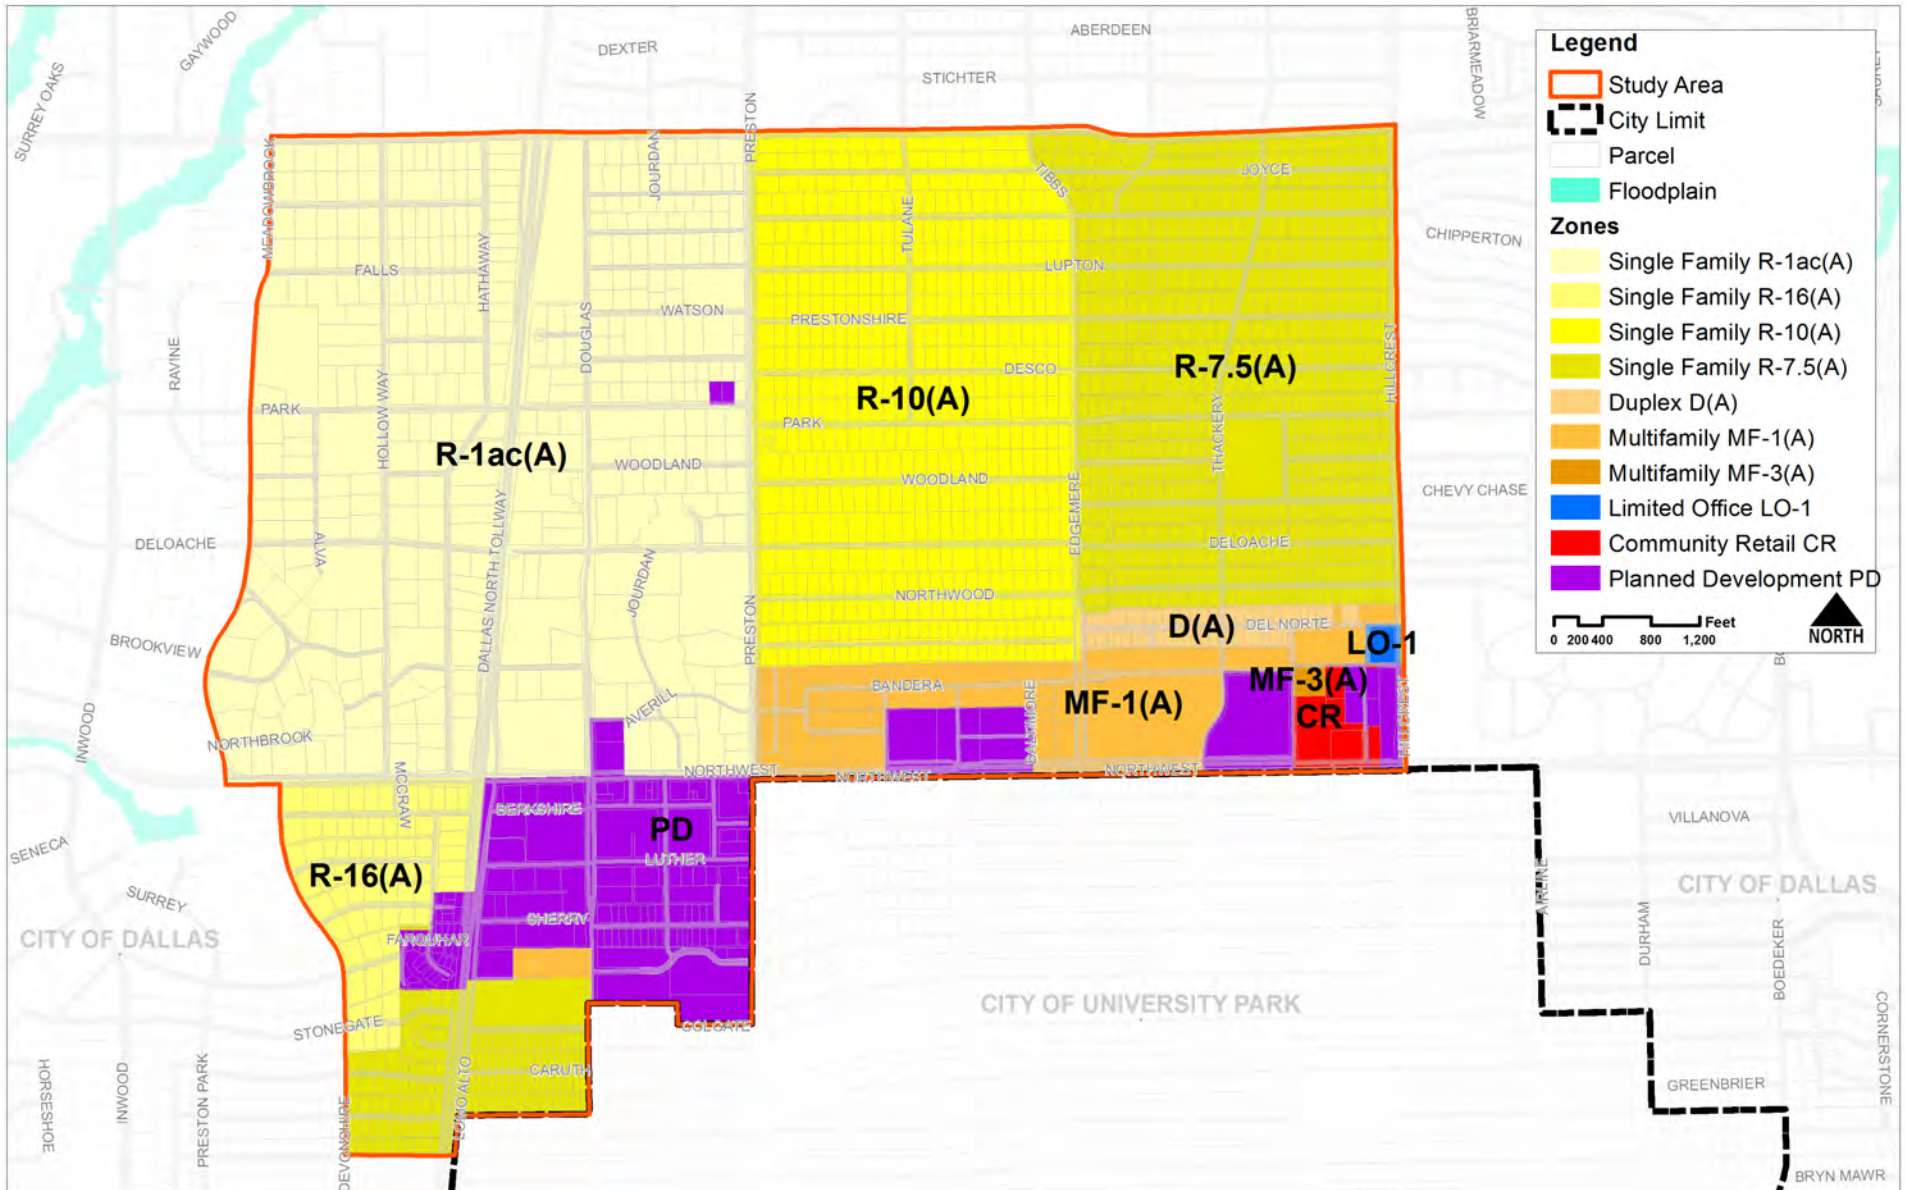 GAYWOOD
DEXTER
ABERDEEN
STICHTER
BRIARMEADOW
SURREY OAKS
Legend
Study Area
City Limit
Parcel
Floodplain
Zones
Single Family R-1ac(A)
Single Family R-16(A)
Single Family R-10(A)
Single Family R-7.5(A)
Duplex D(A)
Multifamily MF-1(A)
Multifamily MF-3(A)
Limited Office LO-1
Community Retail CR
Planned Development PD
0 200 400 800 1,200 Feet
NORTH
MEADOWBROOK
JOURDAN
PRESTON
TIBBS
JOYCE
TULANE
CHIPPERTON
FALLS
HATHAWAY
LUPTON
WATSON
PRESTONSHIRE
DOUGLAS
HILLCREST
RAVINE
DESCO
R-7.5(A)
R-10(A)
PARK
HOLLOW WAY
PARK
THACKERY
R-1ac(A)
WOODLAND
WOODLAND
CHEVY CHASE
EDGEMERE
DALLAS NORTH TOLLWAY
DELOACHE
ALVA
DELOACHE
JOURDAN
NORTHWOOD
PRESTON
D(A)
DEL NORTE
LO-1
BROOKVIEW
BANDERA
MF-3(A)
MF-1(A)
CR
BALTIMORE
HILLCREST
AVERILL
INWOOD
NORTHBROOK
NORTHWEST
NORTHWEST
NORTHWEST
MCGRAW
BERKSHIRE
PD
LUTHER
VILLANOVA
SENECA
R-16(A)
SURREY
AIRLINE
CITY OF DALLAS
SHERRY
DURHAM
BOEDEKER
CITY OF DALLAS
FARQUHAR
CITY OF UNIVERSITY PARK
STONEGATE
COLGATE
CORNERSTONE
HORSESHOE
INWOOD
PRESTON PARK
CARUTH
LOMO ALTO
GREENBRIER
DEVONSHIRE
BRYN MAWR